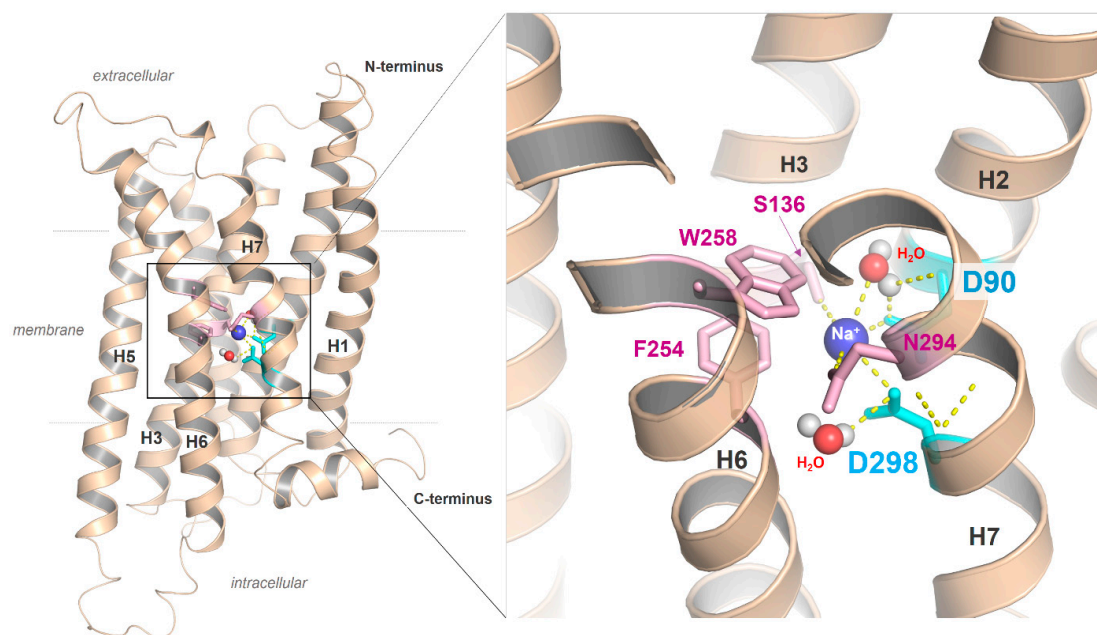 extracellular
N-terminus
H7
membrane
H5
H1
H3
H6
C-terminus
intracellular
H3
H2
S136
W258
H₂O
D90
Na⁺
F254
N294
H₂O
D298
H6
H7